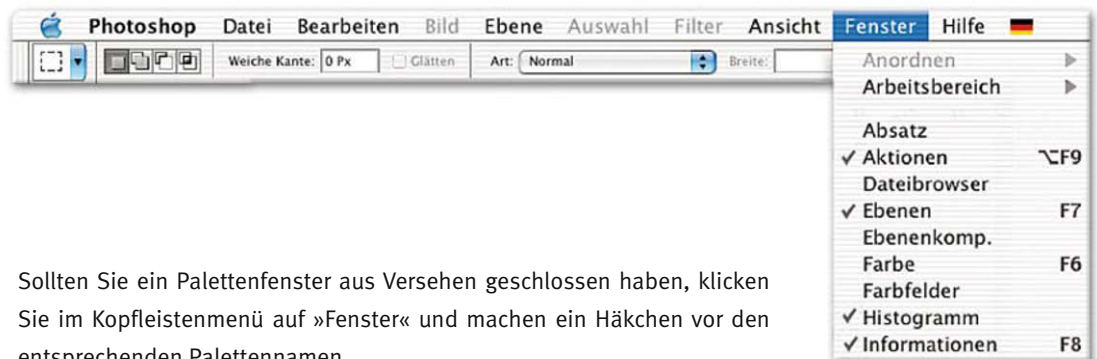 Photoshop Datei Bearbeiten Bild Ebene Auswahl Filter Ansicht Fenster Hilfe
Weiche Kante: 0 Px Glätten Art: Normal Breite:
Anordnen
Arbeitsbereich
Absatz
✓ Aktionen ⌥F9
Dateibrowser
✓ Ebenen F7
Ebenenkomp.
Farbe F6
Farbfelder
✓ Histogramm
✓ Informationen F8
Sollten Sie ein Palettenfenster aus Versehen geschlossen haben, klicken
Sie im Kopfleistenmenü auf »Fenster« und machen ein Häkchen vor den
entsprechenden Palettennamen